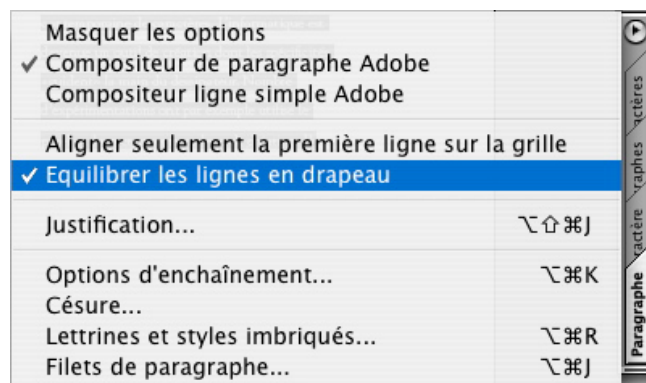 Masquer les options
✓ Compositeur de paragraphe Adobe
Compositeur ligne simple Adobe
Aligner seulement la première ligne sur la grille
✓ Equilibrer les lignes en drapeau
Justification... ⌥⇧⌘J
Options d'enchaînement... ⌥⌘K
Césure...
Lettrines et styles imbriqués... ⌥⌘R
Filets de paragraphe... ⌥⌘J
Paragraphe